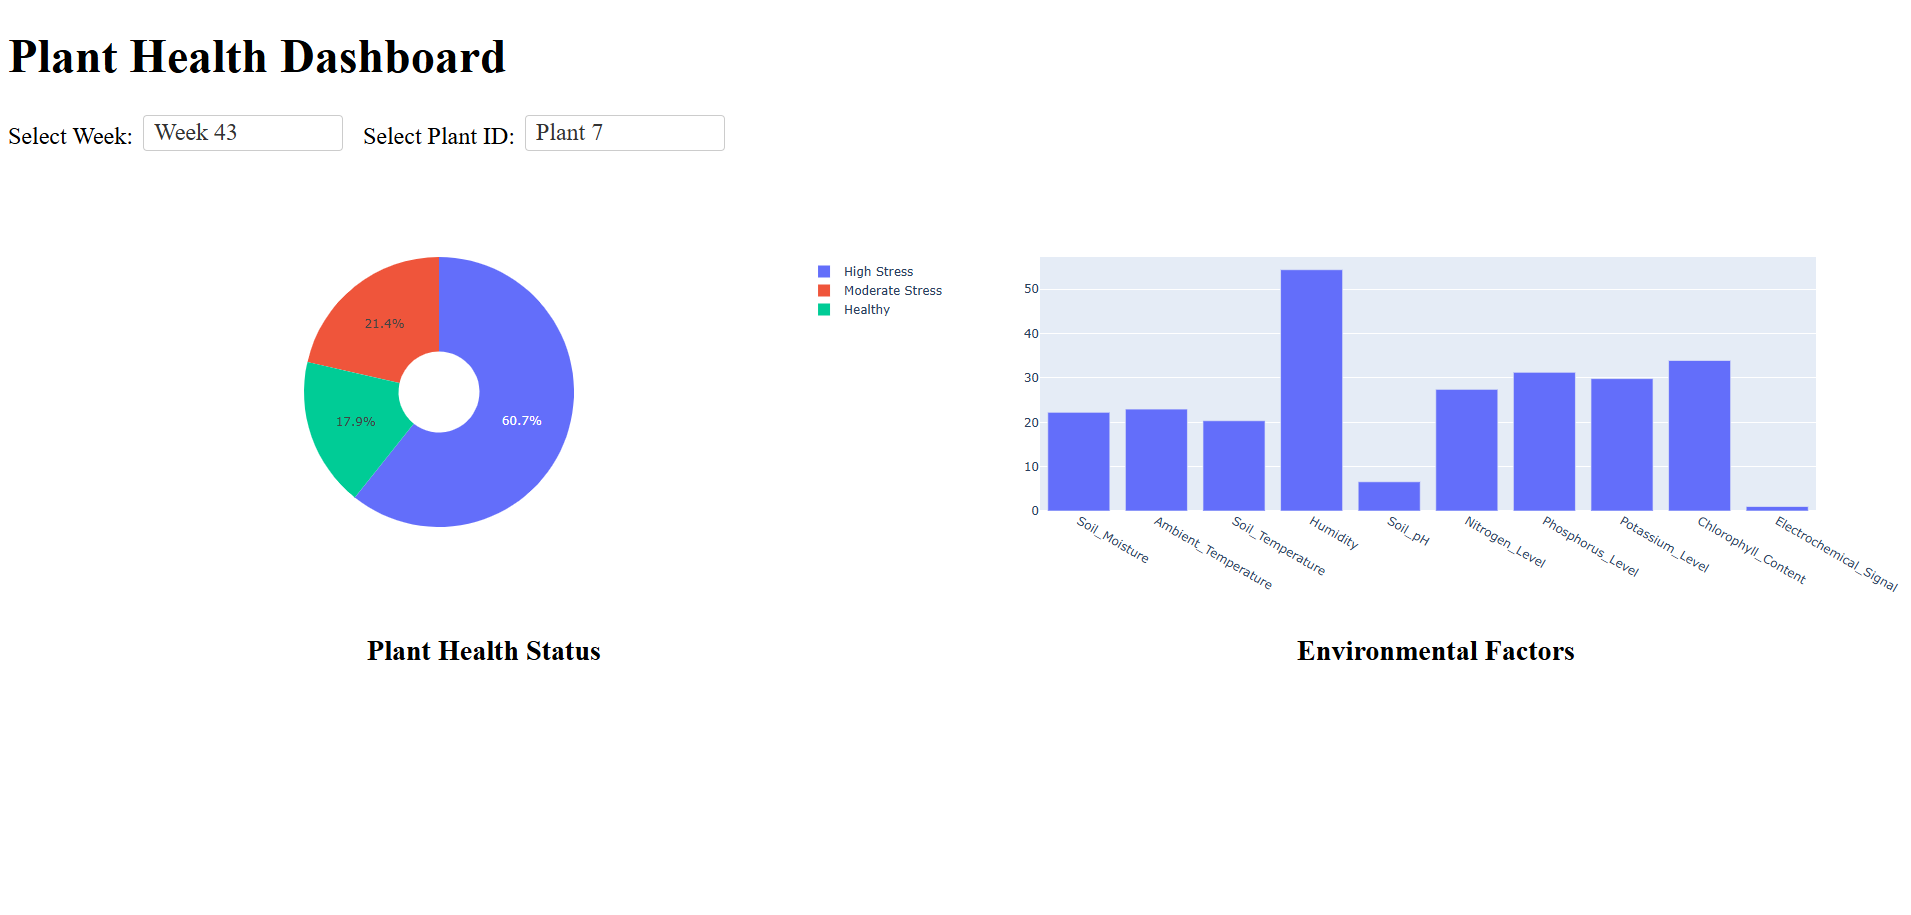 Plant Health Dashboard
Select Week: Week 43 Select Plant ID: Plant 7
High Stress
Moderate Stress
Healthy
21.4%
17.9%
60.7%
Plant Health Status
50
40
30
20
10
0
Soil_Moisture
Ambient_Temperature
Soil_Temperature
Humidity
Soil_pH
Nitrogen_Level
Phosphorus_Level
Potassium_Level
Chlorophyll_Content
Electrochemical_Signal
Environmental Factors